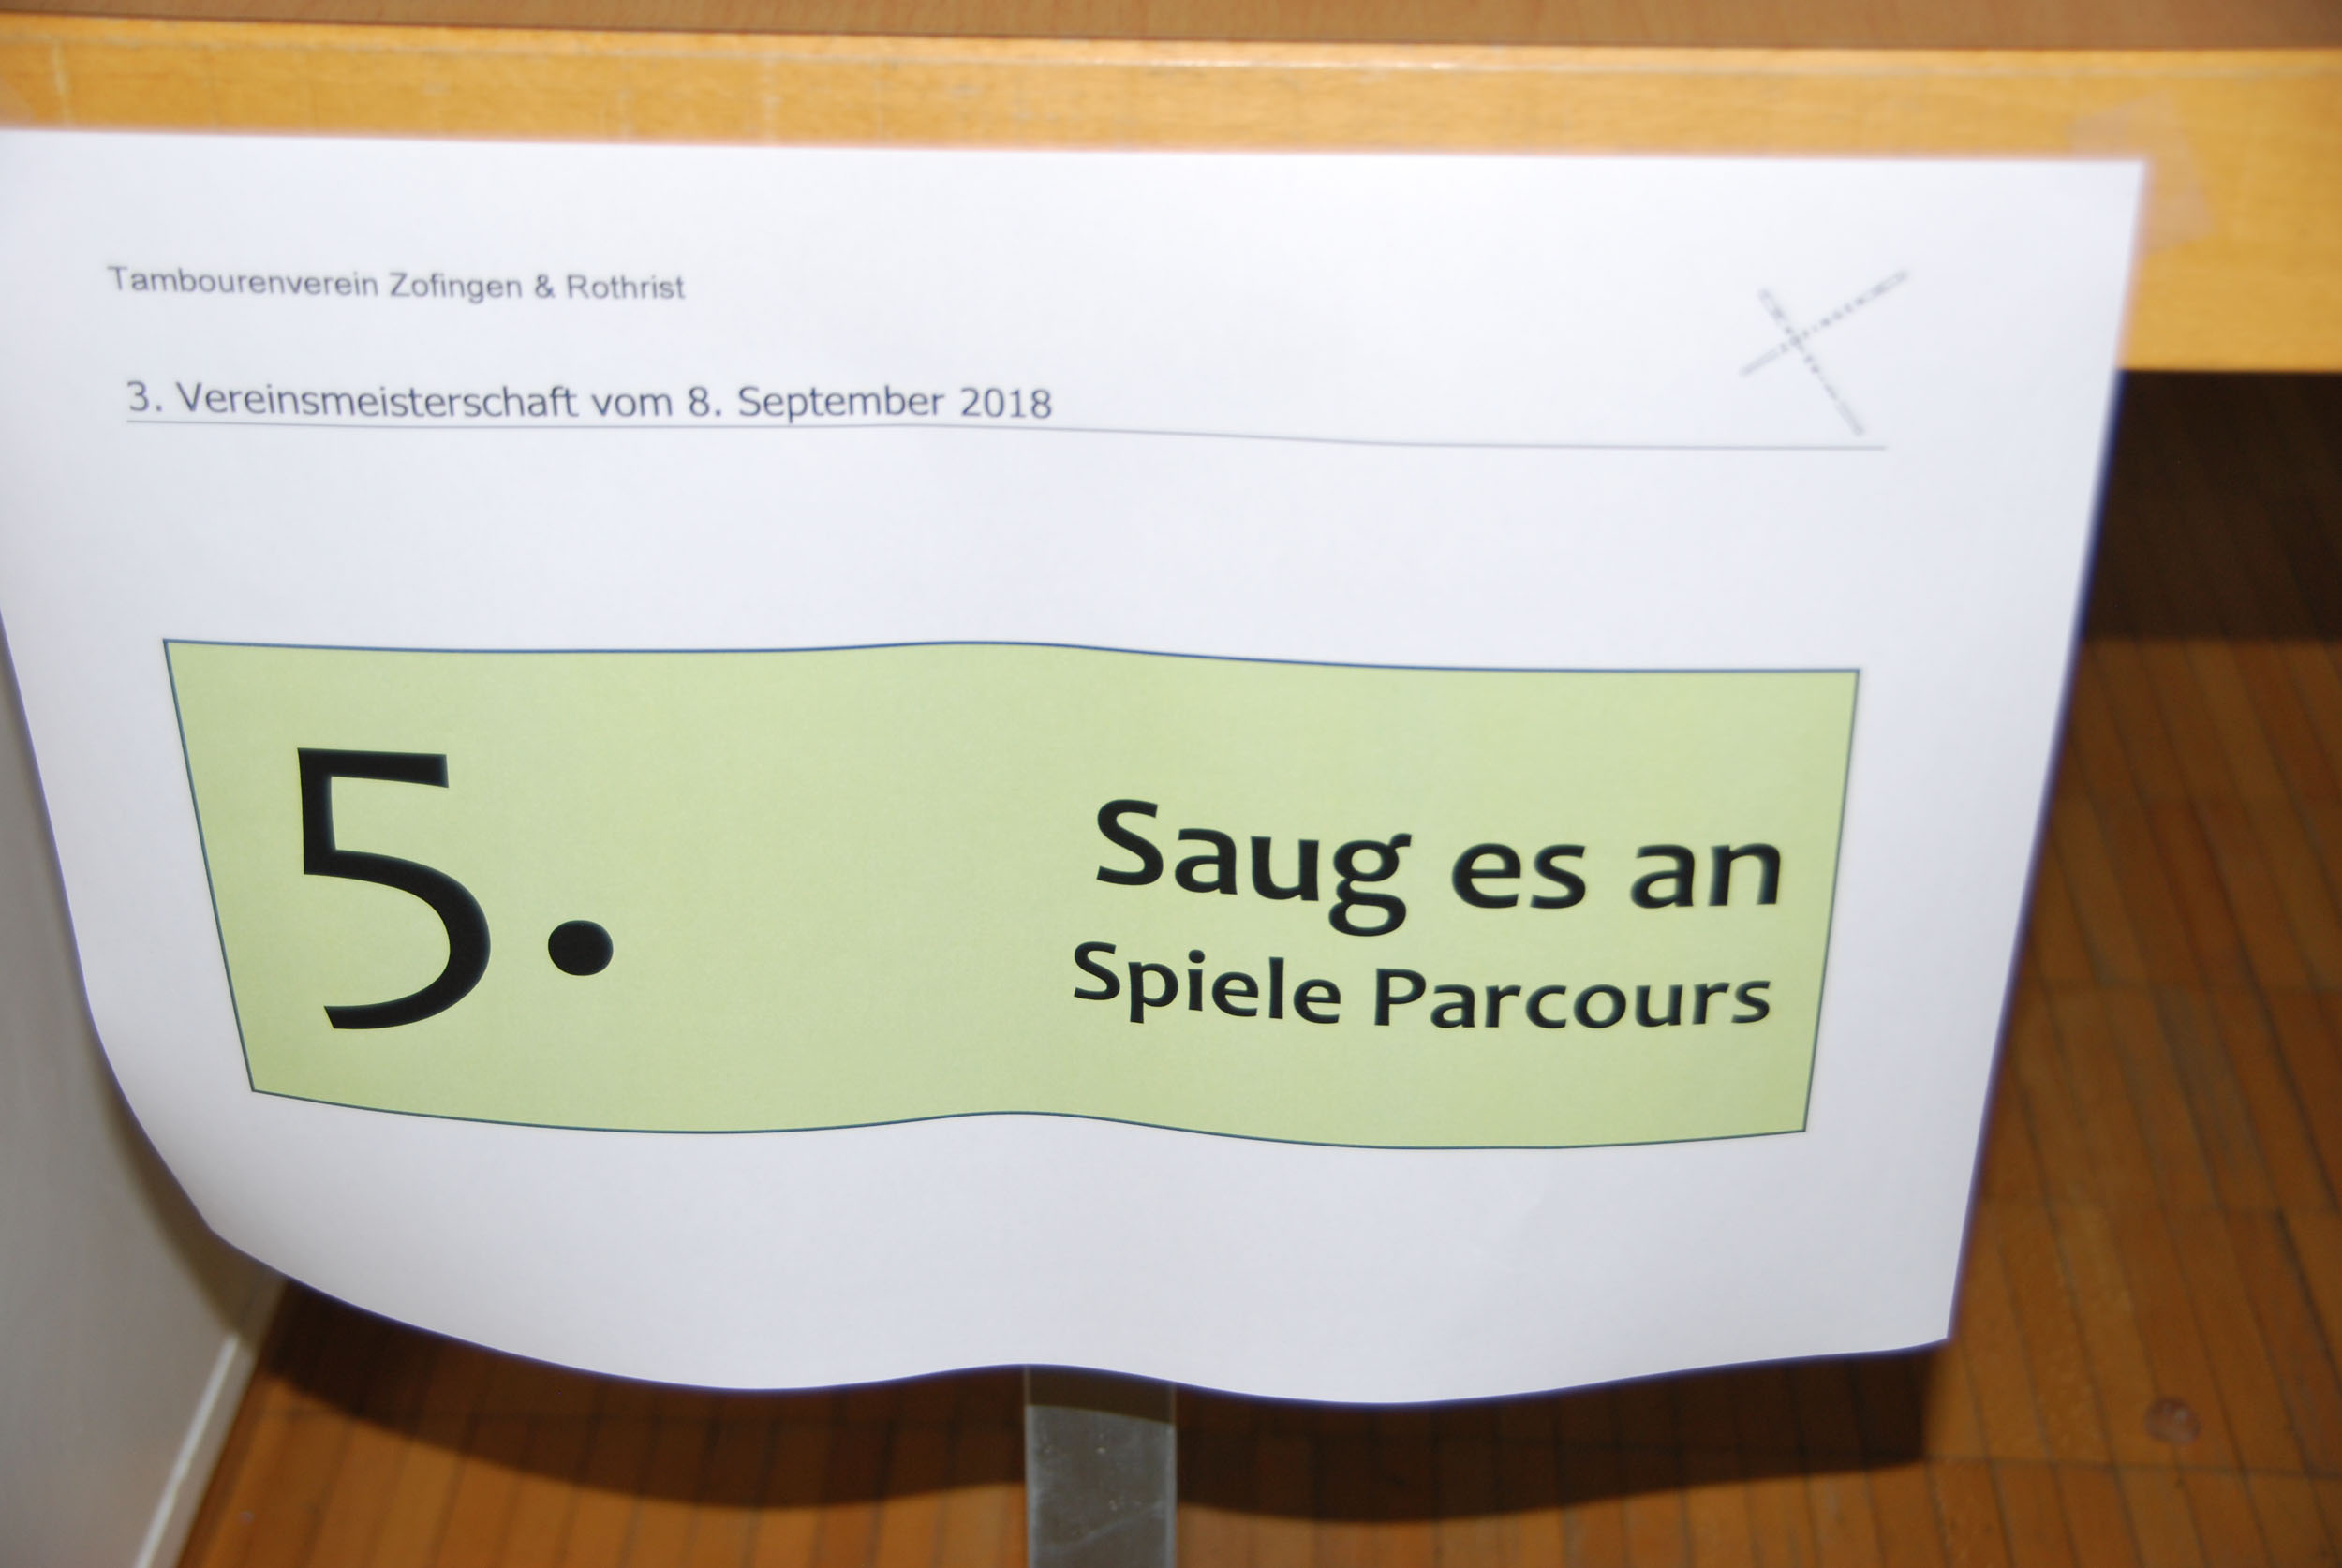 Tambourenverein Zofingen & Rothrist
3. Vereinsmeisterschaft vom 8. September 2018
5.
Saug es an
Spiele Parcours